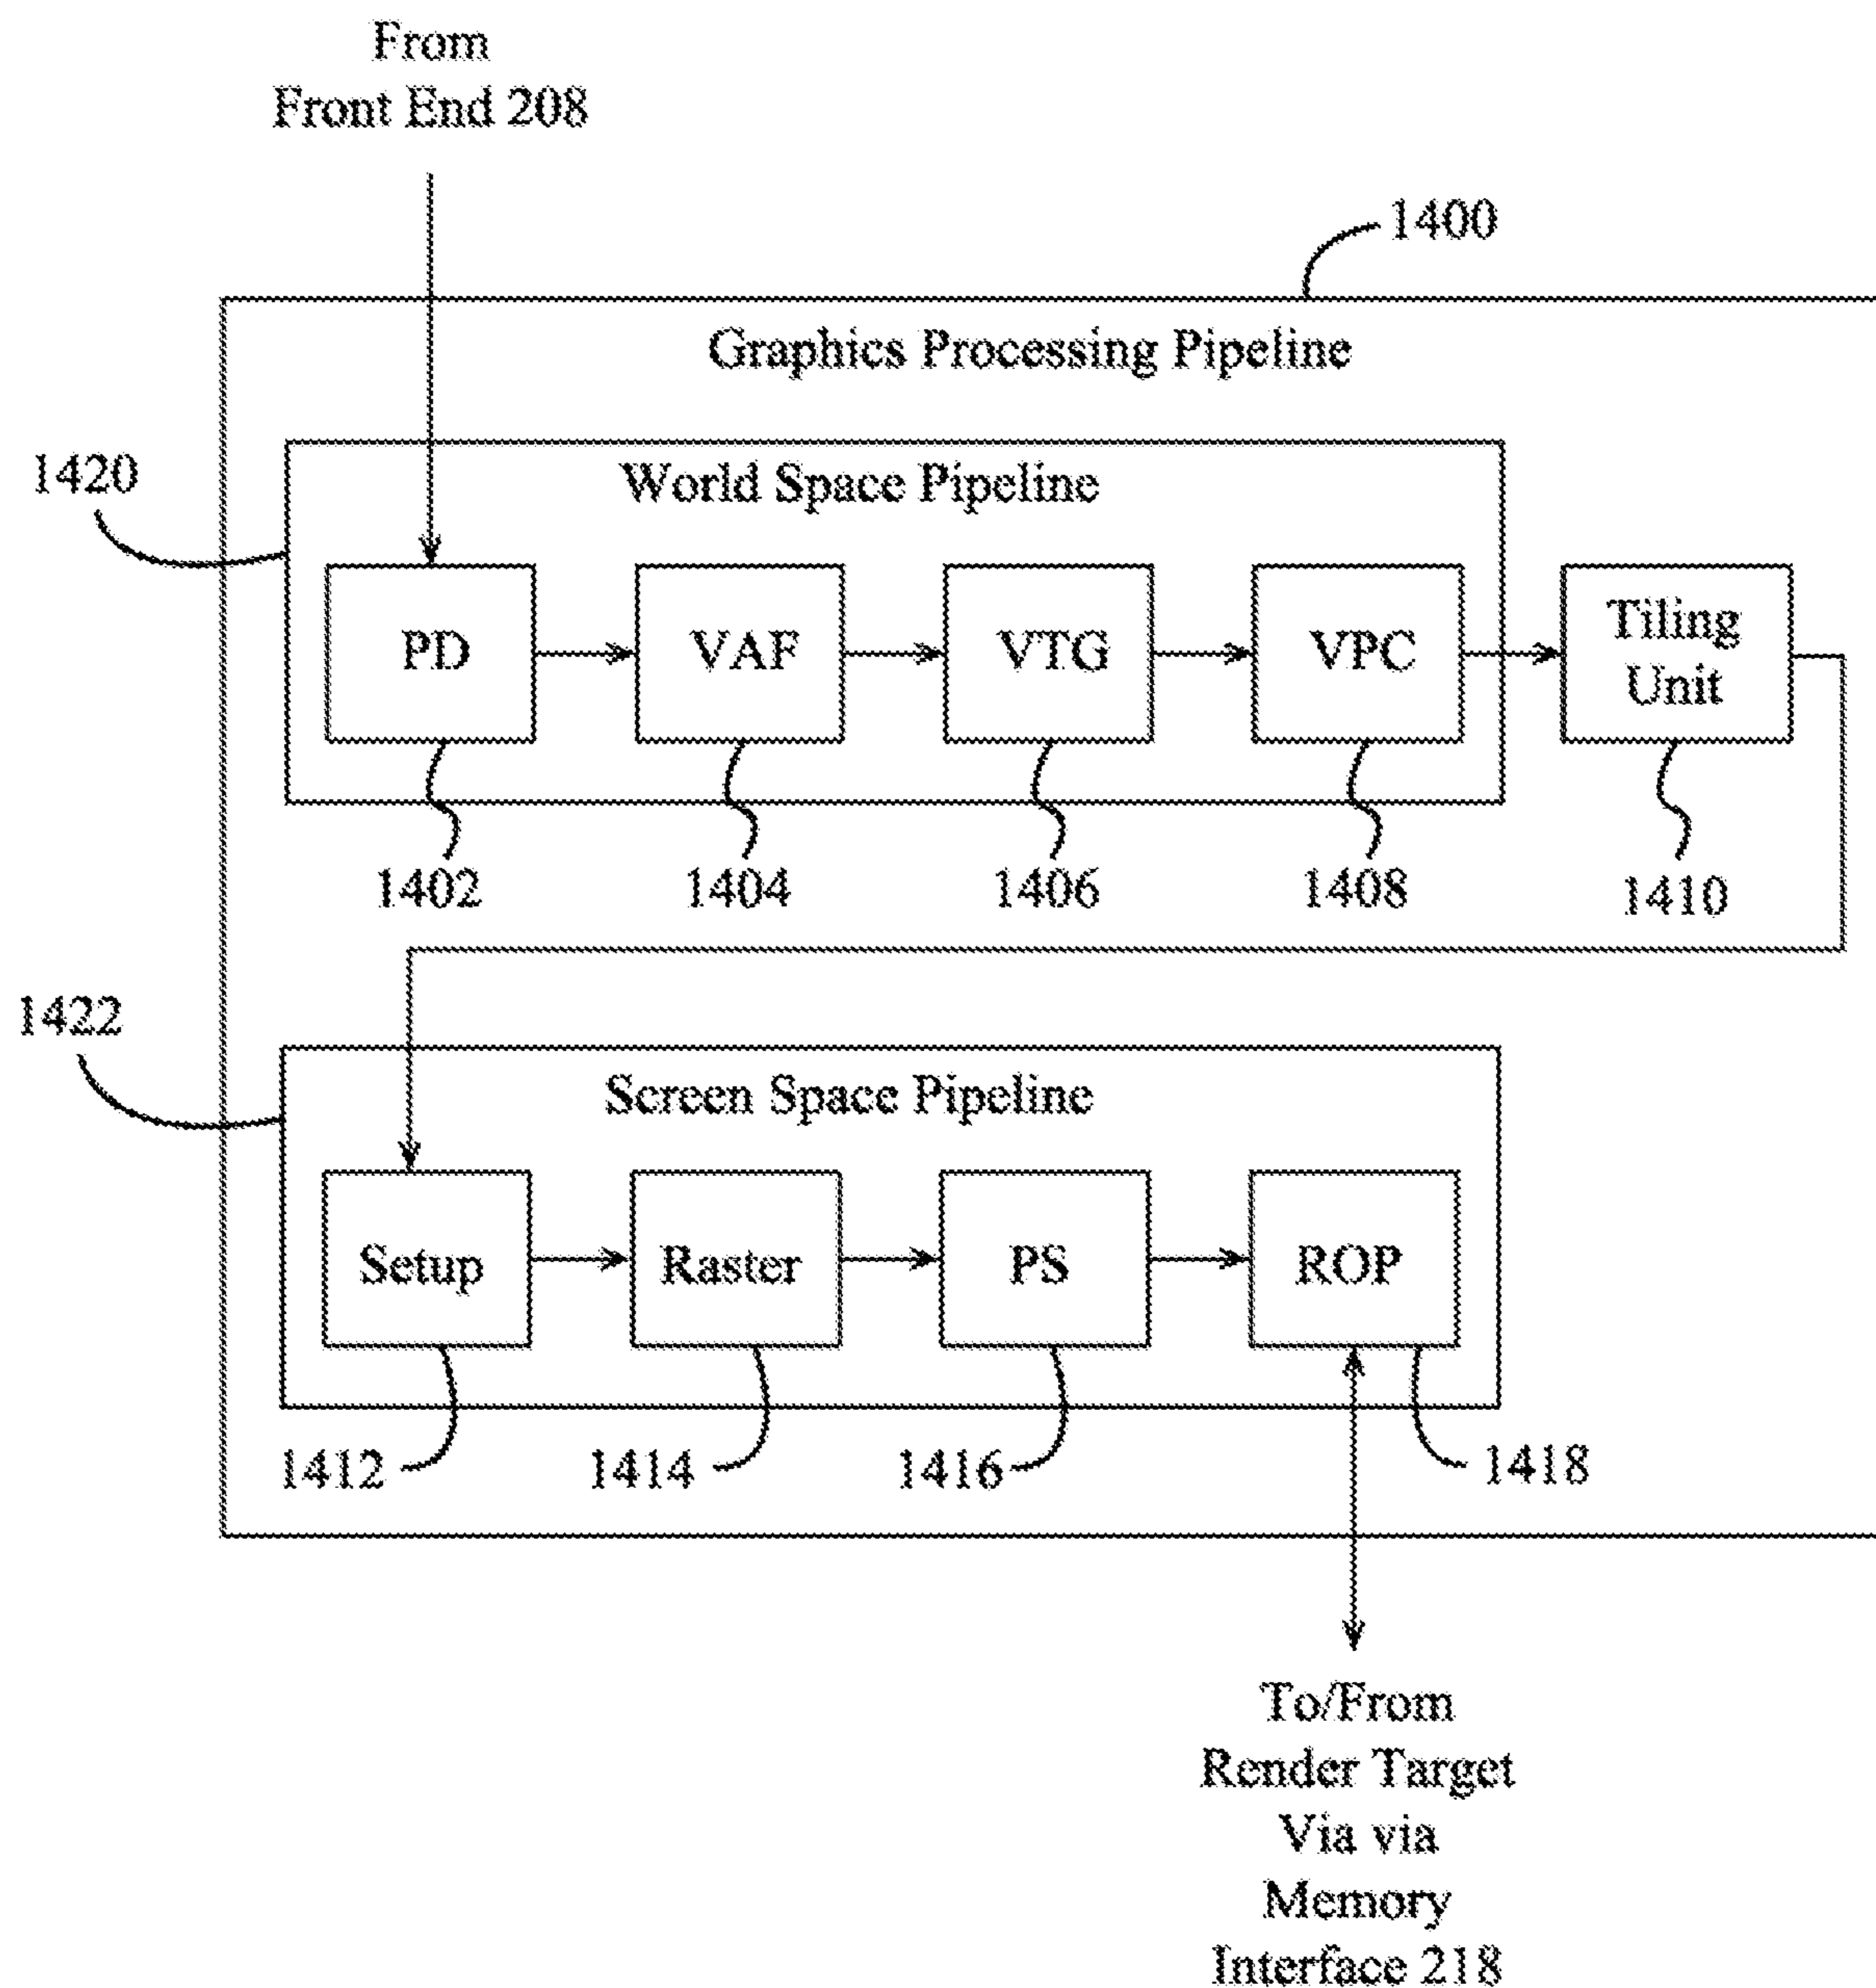 From
Front End 208
1400
Graphics Processing Pipeline
1420
World Space Pipeline
PD
VAF
VTG
VPC
Tiling
Unit
1402
1404
1406
1408
1410
1422
Screen Space Pipeline
Setup
Raster
PS
ROP
1412
1414
1416
1418
To/From
Render Target
Via via
Memory
Interface 218